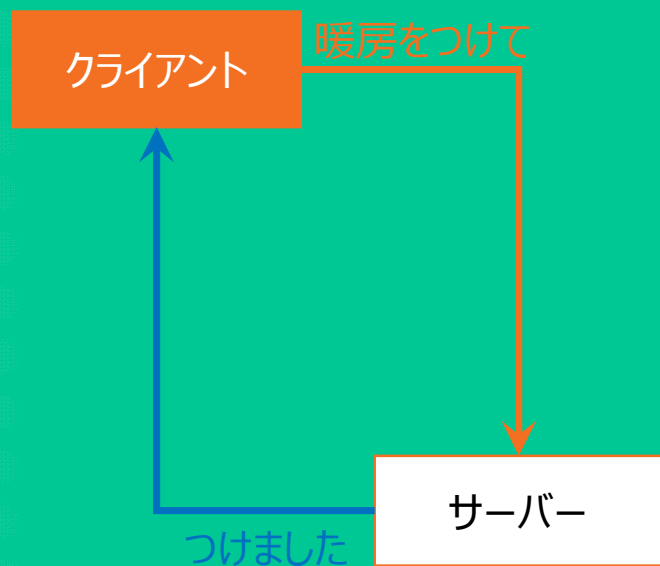 暖房をつけて
クライアント
サーバー
つけました